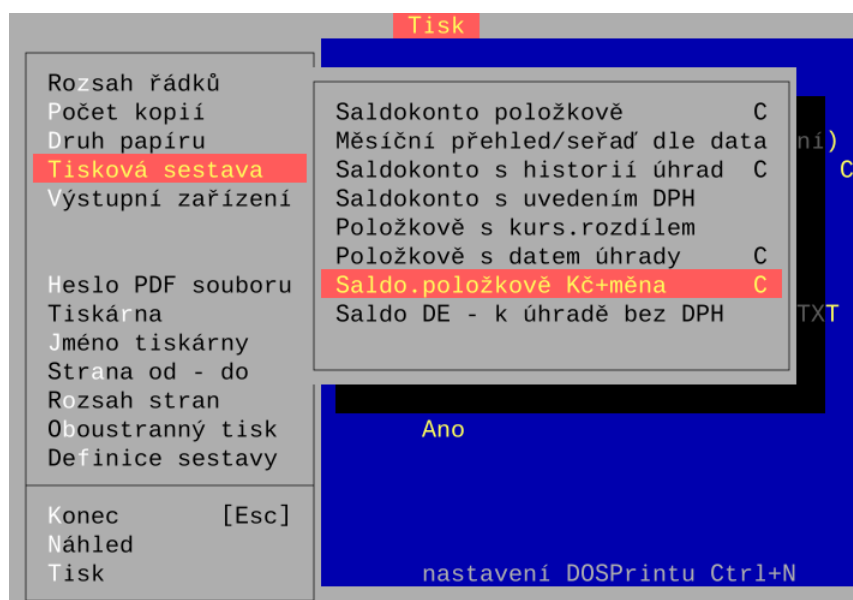 Tisk
Rozsah řádků
Počet kopií
Druh papíru
Tisková sestava
Výstupní zařízení
Heslo PDF souboru
Tiskárna
Jméno tiskárny
Strana od - do
Rozsah stran
Oboustranný tisk
Definice sestavy
Konec [Esc]
Náhled
Tisk
Saldokonto položkově C
Měsíční přehled/seřaď dle data
Saldokonto s historií úhrad C
Saldokonto s uvedením DPH
Položkově s kurs.rozdílem
Položkově s datem úhrady C
Saldo.položkově Kč+měna C
Saldo DE - k úhradě bez DPH
ní)
C
TXT
Ano
nastavení DOSPrintu Ctrl+N